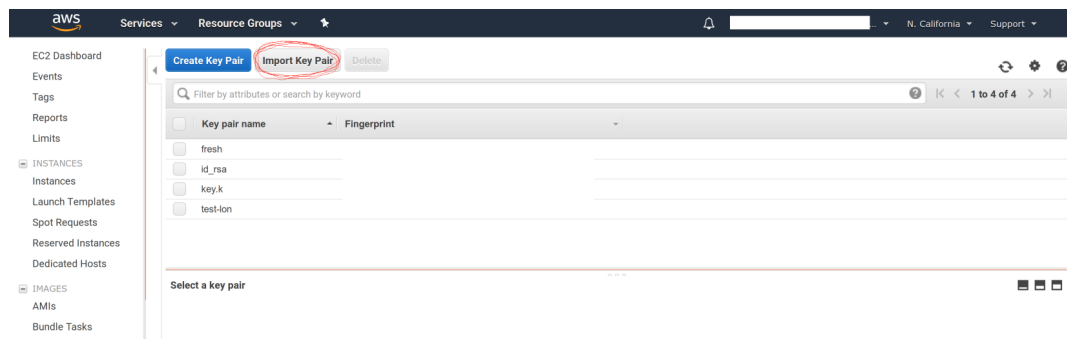 aws Services Resource Groups N. California Support
EC2 Dashboard
Events
Tags
Reports
Limits
INSTANCES
Instances
Launch Templates
Spot Requests
Reserved Instances
Dedicated Hosts
IMAGES
AMIs
Bundle Tasks
Create Key Pair Import Key Pair Delete
Filter by attributes or search by keyword 1 to 4 of 4
Key pair name Fingerprint
fresh
id_rsa
key.k
test-lon
Select a key pair